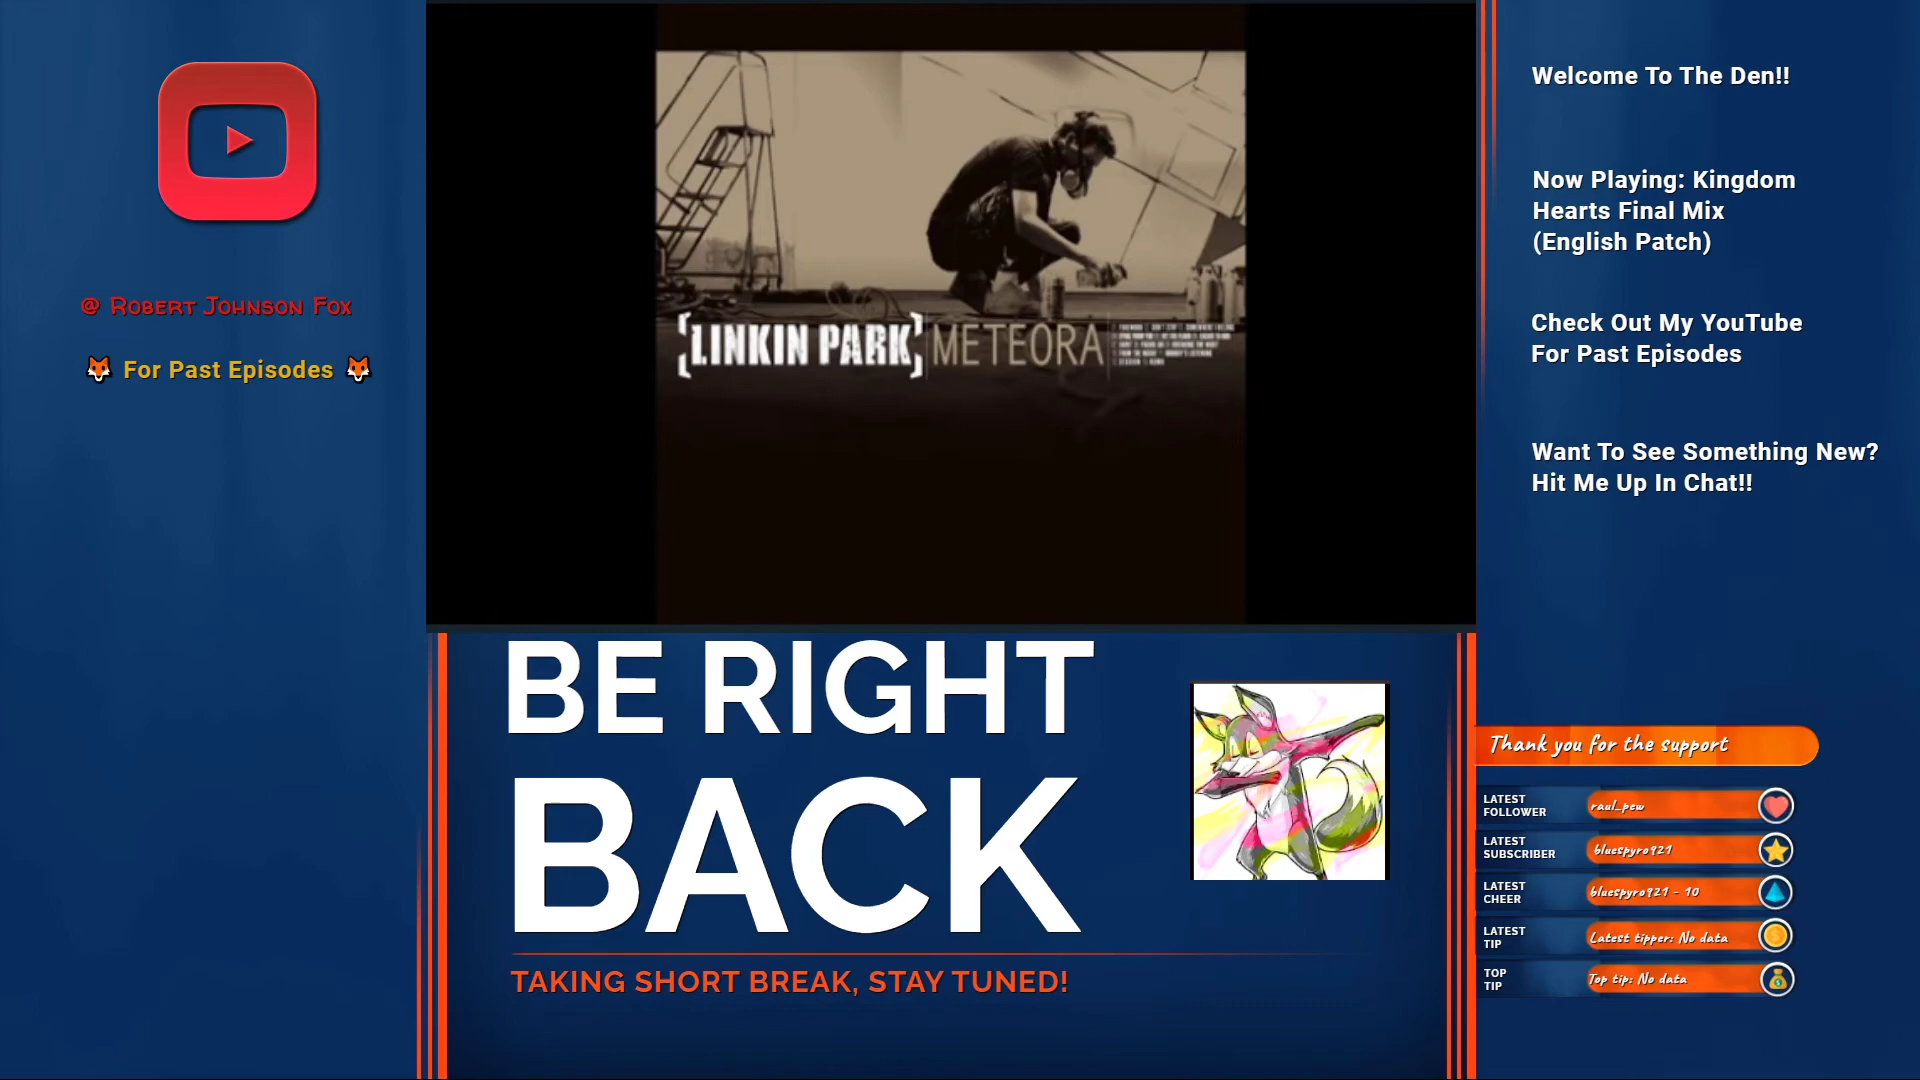 @ Robert Johnson Fox
For Past Episodes
[LINKIN PARK] METEORA
BE RIGHT
BACK
TAKING SHORT BREAK, STAY TUNED!
Welcome To The Den!!
Now Playing: Kingdom
Hearts Final Mix
(English Patch)
Check Out My YouTube
For Past Episodes
Want To See Something New?
Hit Me Up In Chat!!
Thank you for the support
LATEST
FOLLOWER
raul_pew
LATEST
SUBSCRIBER
bluespyro921
LATEST
CHEER
bluespyro921 - 10
LATEST
TIP
Latest tipper: No data
TOP
TIP
Top tip: No data